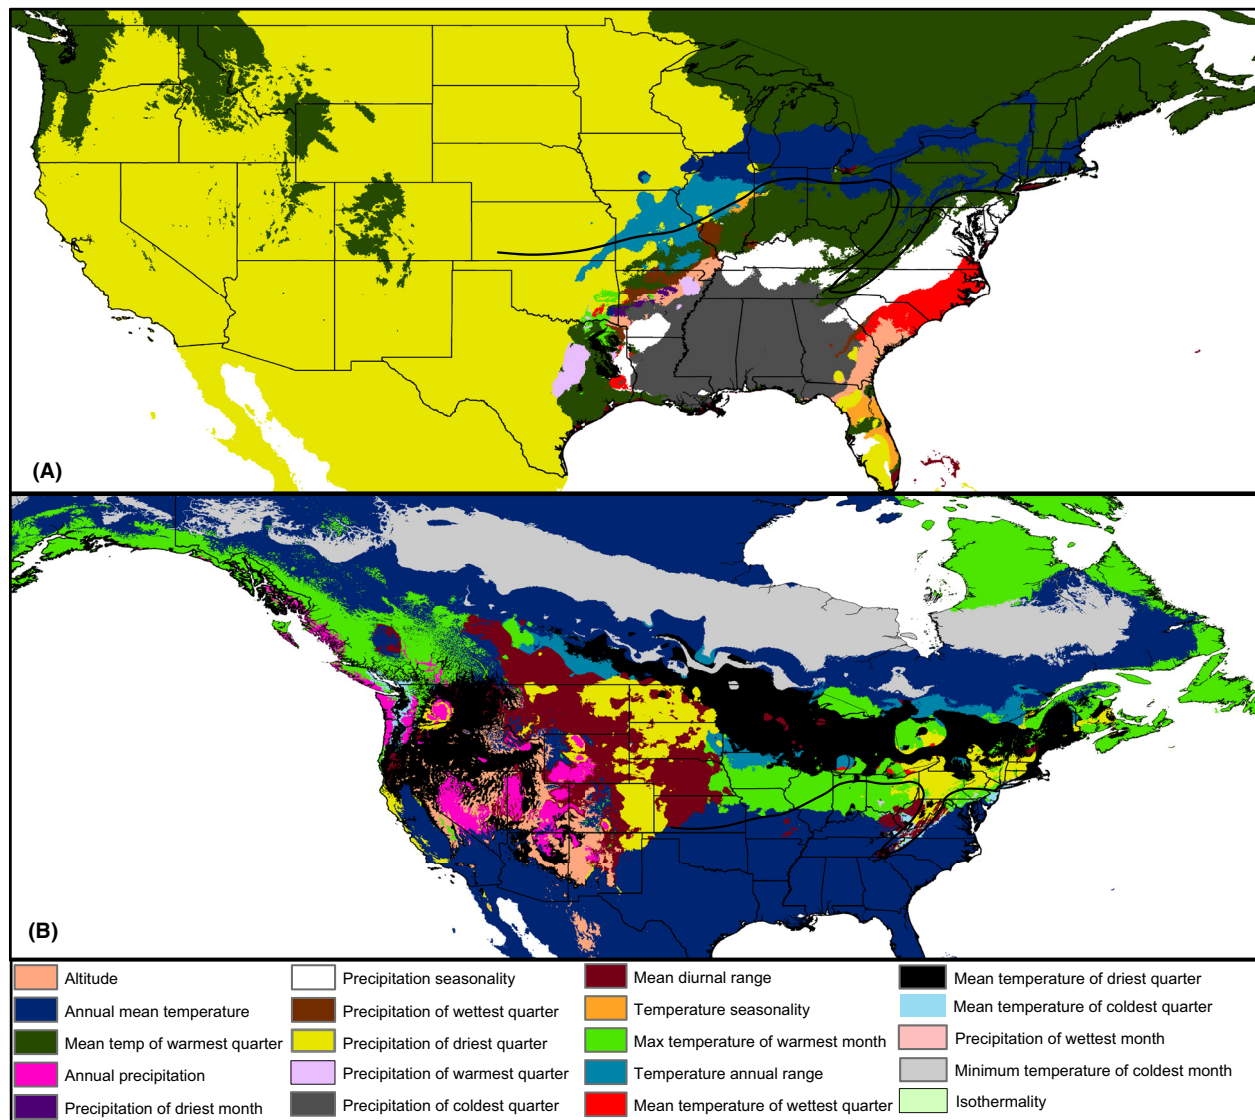 (A)
(B)
Altitude
Annual mean temperature
Mean temp of warmest quarter
Annual precipitation
Precipitation of driest month
Precipitation seasonality
Precipitation of wettest quarter
Precipitation of driest quarter
Precipitation of warmest quarter
Precipitation of coldest quarter
Mean diurnal range
Temperature seasonality
Max temperature of warmest month
Temperature annual range
Mean temperature of wettest quarter
Mean temperature of driest quarter
Mean temperature of coldest quarter
Precipitation of wettest month
Minimum temperature of coldest month
Isothermality